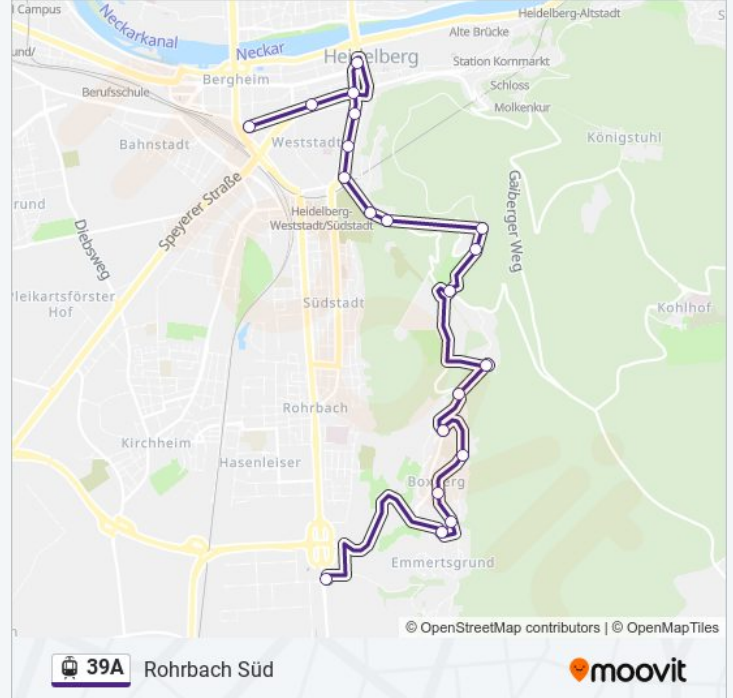 Campus
Neckarkanal
Heidelberg-Altstadt
Alte Brücke
und/
Neckar
Heidelberg
Station Kornmarkt
Bergheim
Schloss
Berufsschule
Molkenkur
Königstuhl
Bahnstadt
Weststadt
Speyerer Straße
Gaiberger Weg
Heidelberg-
Weststadt/Südstadt
rund
Diebsweg
Pleikartsförster
Hof
Südstadt
Kohlhof
Rohrbach
Kirchheim
Hasenleiser
Boxberg
Emmertsgrund
© OpenStreetMap contributors | © OpenMapTiles
39A Rohrbach Süd
moovit